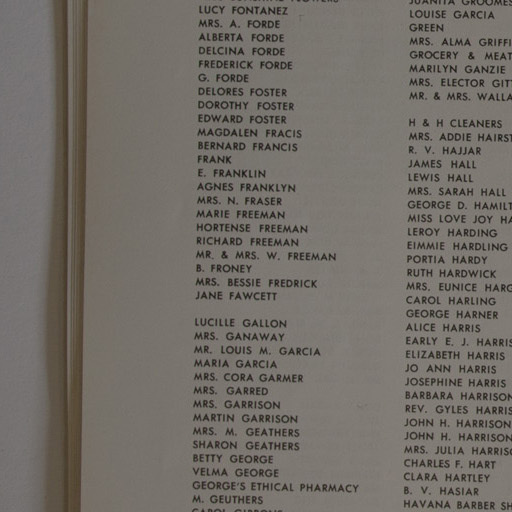 LUCY FONTANEZ
MRS. A. FORDE
ALBERTA FORDE
DELCINA FORDE
FREDERICK FORDE
G. FORDE
DELORES FOSTER
DOROTHY FOSTER
EDWARD FOSTER
MAGDALEN FRACIS
BERNARD FRANCIS
FRANK
E. FRANKLIN
AGNES FRANKLYN
MRS. N. FRASER
MARIE FREEMAN
HORTENSE FREEMAN
RICHARD FREEMAN
MR. & MRS. W. FREEMAN
B. FRONEY
MRS. BESSIE FREDRICK
JANE FAWCETT
LUCILLE GALLON
MRS. GANAWAY
MR. LOUIS M. GARCIA
MARIA GARCIA
MRS. CORA GARMER
MRS. GARRED
MRS. GARRISON
MARTIN GARRISON
MRS. M. GEATHERS
SHARON GEATHERS
BETTY GEORGE
VELMA GEORGE
GEORGE'S ETHICAL PHARMACY
M. GEUTHERS
JUANITA GROOMES
LOUISE GARCIA
GREEN
MRS. ALMA GRIFFI
GROCERY & MEAT
MARILYN GANZIE
MRS. ELECTOR GIT
MR. & MRS. WALLA
H & H CLEANERS
MRS. ADDIE HAIRST
R. V. HAJJAR
JAMES HALL
LEWIS HALL
MRS. SARAH HALL
GEORGE D. HAMILT
MISS LOVE JOY HA
LEROY HARDING
EIMMIE HARDLING
PORTIA HARDY
RUTH HARDWICK
MRS. EUNICE HARG
CAROL HARLING
GEORGE HARNER
ALICE HARRIS
EARLY E. J. HARRIS
ELIZABETH HARRIS
JO ANN HARRIS
JOSEPHINE HARRIS
BARBARA HARRISON
REV. GYLES HARRIS
JOHN H. HARRISON
JOHN H. HARRISON
MRS. JULIA HARRISO
CHARLES F. HART
CLARA HARTLEY
B. V. HASIAR
HAVANA BARBER SH